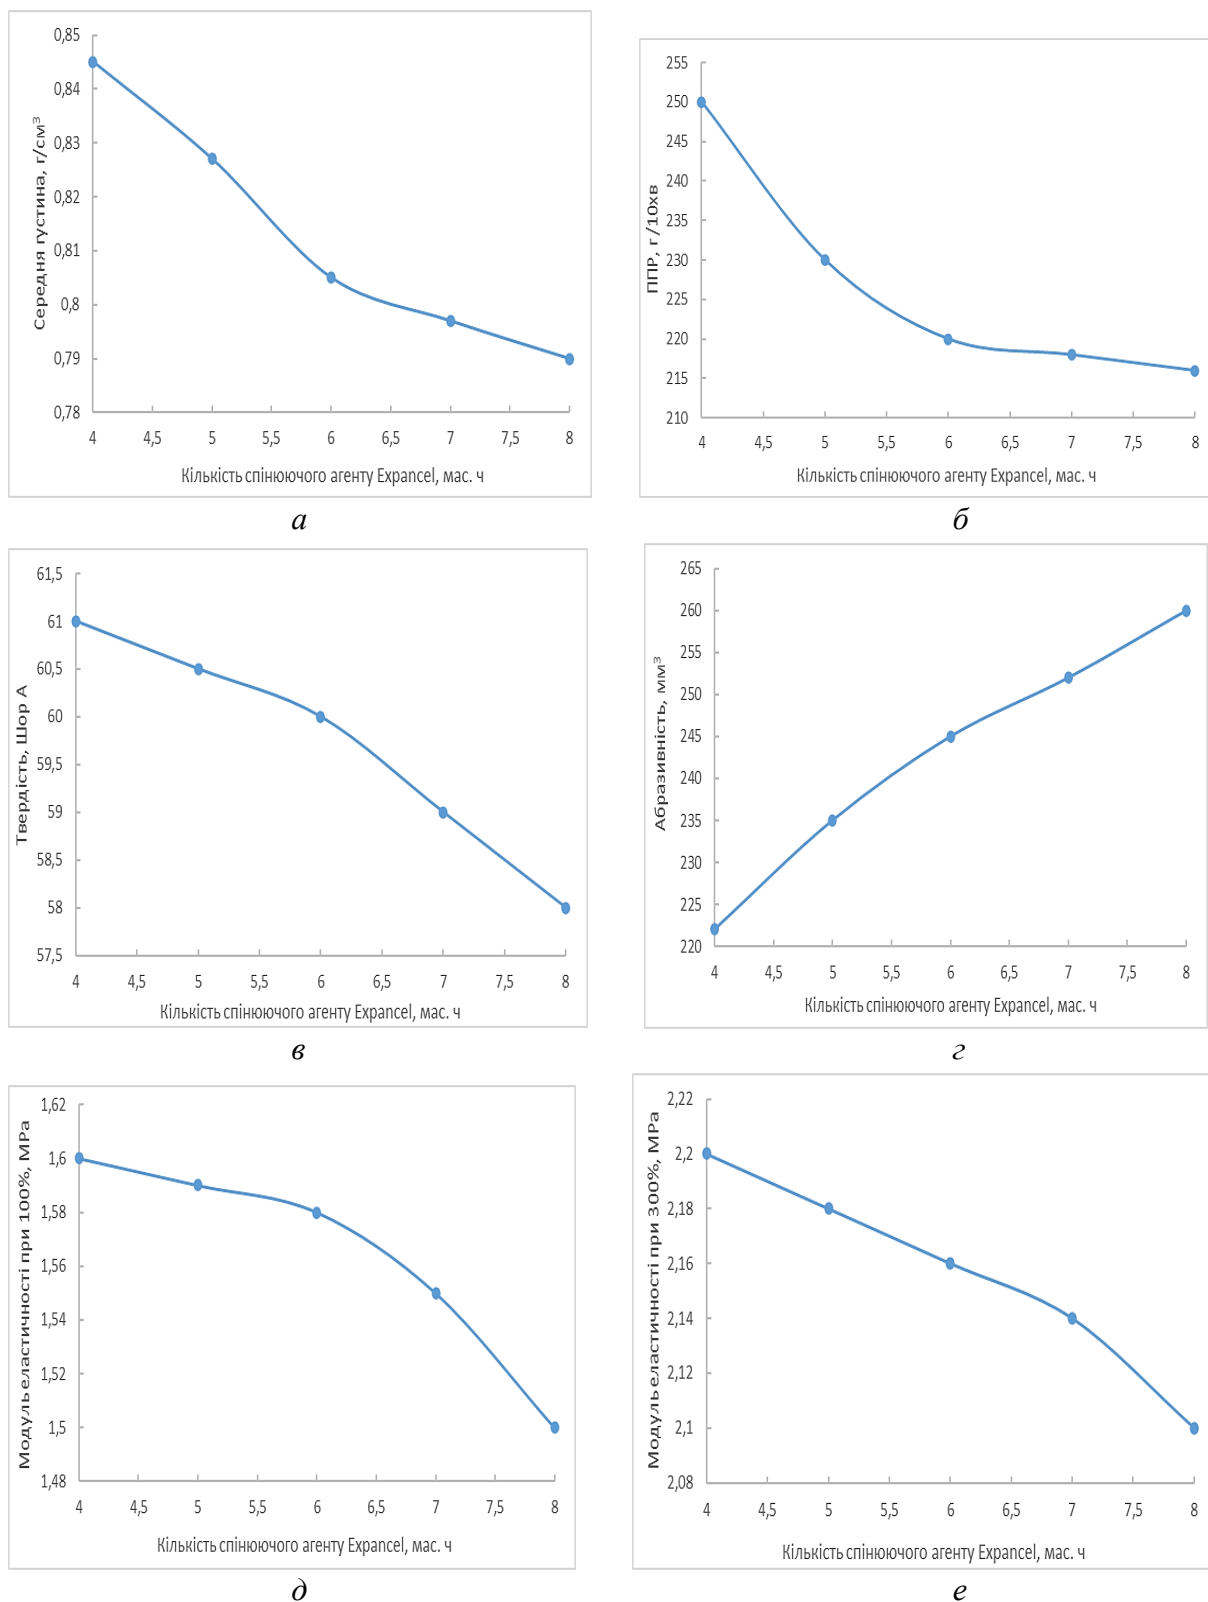 0,85
0,84
0,83
0,82
0,81
0,8
0,79
0,78
Середня густина, г/см³
4 4,5 5 5,5 6 6,5 7 7,5 8
Кількість спінюючого агенту Expancel, мас. ч
а
255
250
245
240
235
230
225
220
215
210
ППР, г /10хв
4 4,5 5 5,5 6 6,5 7 7,5 8
Кількість спінюючого агенту Expancel, мас. ч
б
61,5
61
60,5
60
59,5
59
58,5
58
57,5
Твердість, Шор А
4 4,5 5 5,5 6 6,5 7 7,5 8
Кількість спінюючого агенту Expancel, мас. ч
в
265
260
255
250
245
240
235
230
225
220
Абразивність, мм³
4 4,5 5 5,5 6 6,5 7 7,5 8
Кількість спінюючого агенту Expancel, мас. ч
г
1,62
1,6
1,58
1,56
1,54
1,52
1,5
1,48
Модуль еластичності при 100%, МРа
4 4,5 5 5,5 6 6,5 7 7,5 8
Кількість спінюючого агенту Expancel, мас. ч
д
2,22
2,2
2,18
2,16
2,14
2,12
2,1
2,08
Модуль еластичності при 300%, МРа
4 4,5 5 5,5 6 6,5 7 7,5 8
Кількість спінюючого агенту Expancel, мас. ч
е